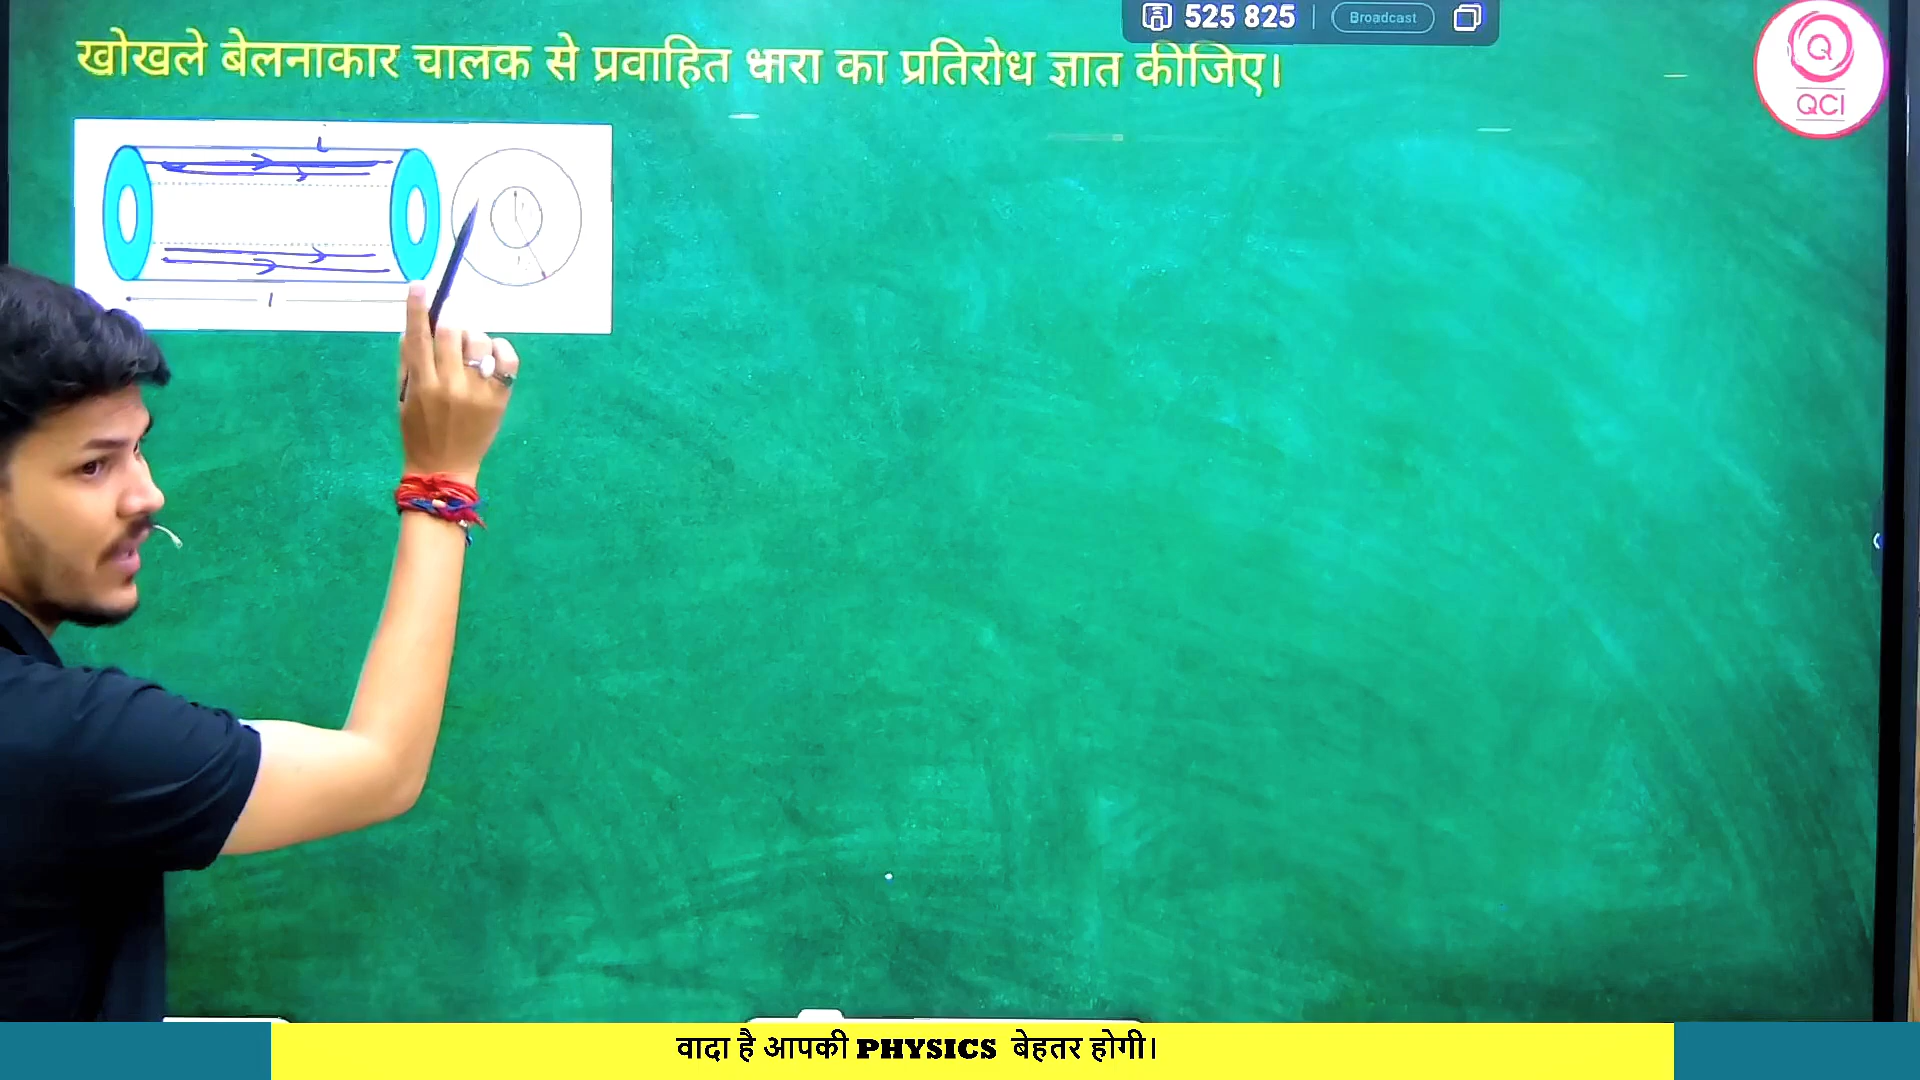 525 825 | Broadcast
खोखले बेलनाकार चालक से प्रवाहित धारा का प्रतिरोध ज्ञात कीजिए।
Q
QCI
L
l
वादा है आपकी PHYSICS बेहतर होगी।